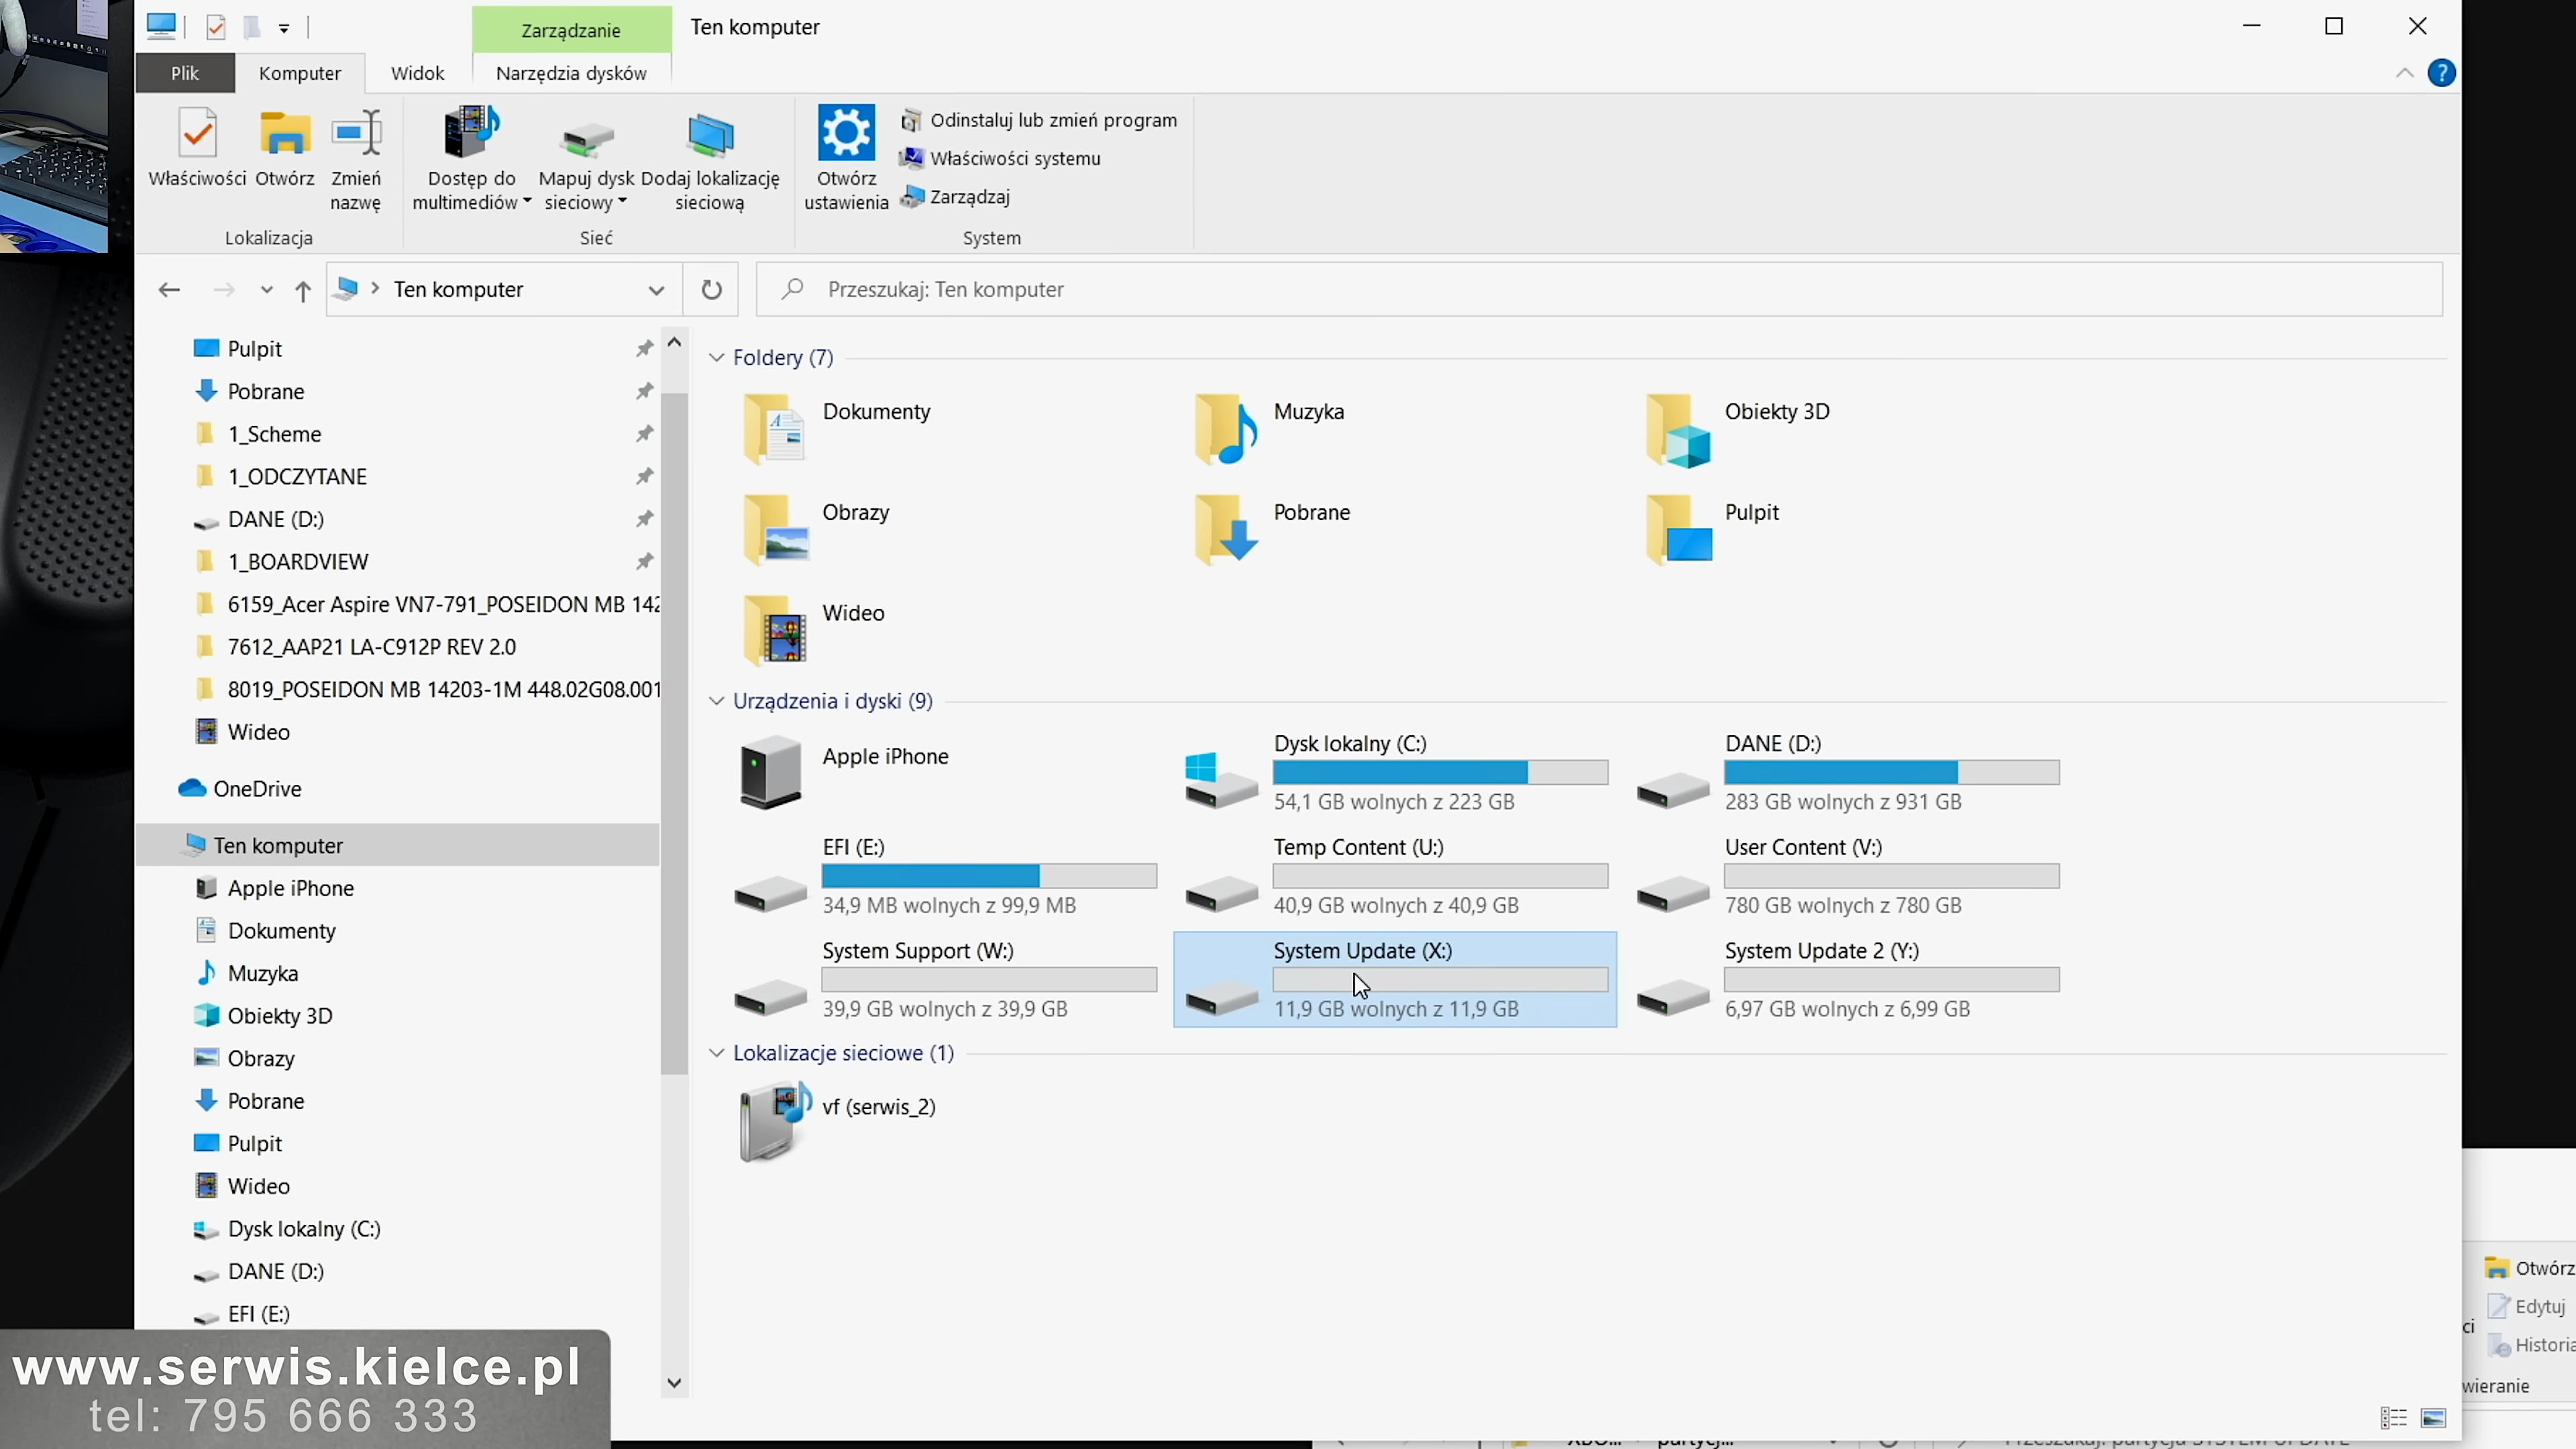 Zarządzanie
Ten komputer
Plik
Komputer
Widok
Narzędzia dysków
Właściwości
Otwórz
Zmień
nazwę
Lokalizacja
Dostęp do
multimediów
Mapuj dysk
sieciowy
Dodaj lokalizację
sieciową
Sieć
Otwórz
ustawienia
Odinstaluj lub zmień program
Właściwości systemu
Zarządzaj
System
Ten komputer
Przeszukaj: Ten komputer
Pulpit
Pobrane
1_Scheme
1_ODCZYTANE
DANE (D:)
1_BOARDVIEW
6159_Acer Aspire VN7-791_POSEIDON MB 142
7612_AAP21 LA-C912P REV 2.0
8019_POSEIDON MB 14203-1M 448.02G08.001
Wideo
OneDrive
Ten komputer
Apple iPhone
Dokumenty
Muzyka
Obiekty 3D
Obrazy
Pobrane
Pulpit
Wideo
Dysk lokalny (C:)
DANE (D:)
EFI (E:)
Foldery (7)
Dokumenty
Muzyka
Obiekty 3D
Obrazy
Pobrane
Pulpit
Wideo
Urządzenia i dyski (9)
Apple iPhone
Dysk lokalny (C:)
54,1 GB wolnych z 223 GB
DANE (D:)
283 GB wolnych z 931 GB
EFI (E:)
34,9 MB wolnych z 99,9 MB
Temp Content (U:)
40,9 GB wolnych z 40,9 GB
User Content (V:)
780 GB wolnych z 780 GB
System Support (W:)
39,9 GB wolnych z 39,9 GB
System Update (X:)
11,9 GB wolnych z 11,9 GB
System Update 2 (Y:)
6,97 GB wolnych z 6,99 GB
Lokalizacje sieciowe (1)
vf (serwis_2)
Otwórz
Edytuj
ci
Historia
wieranie
www.serwis.kielce.pl
tel: 795 666 333